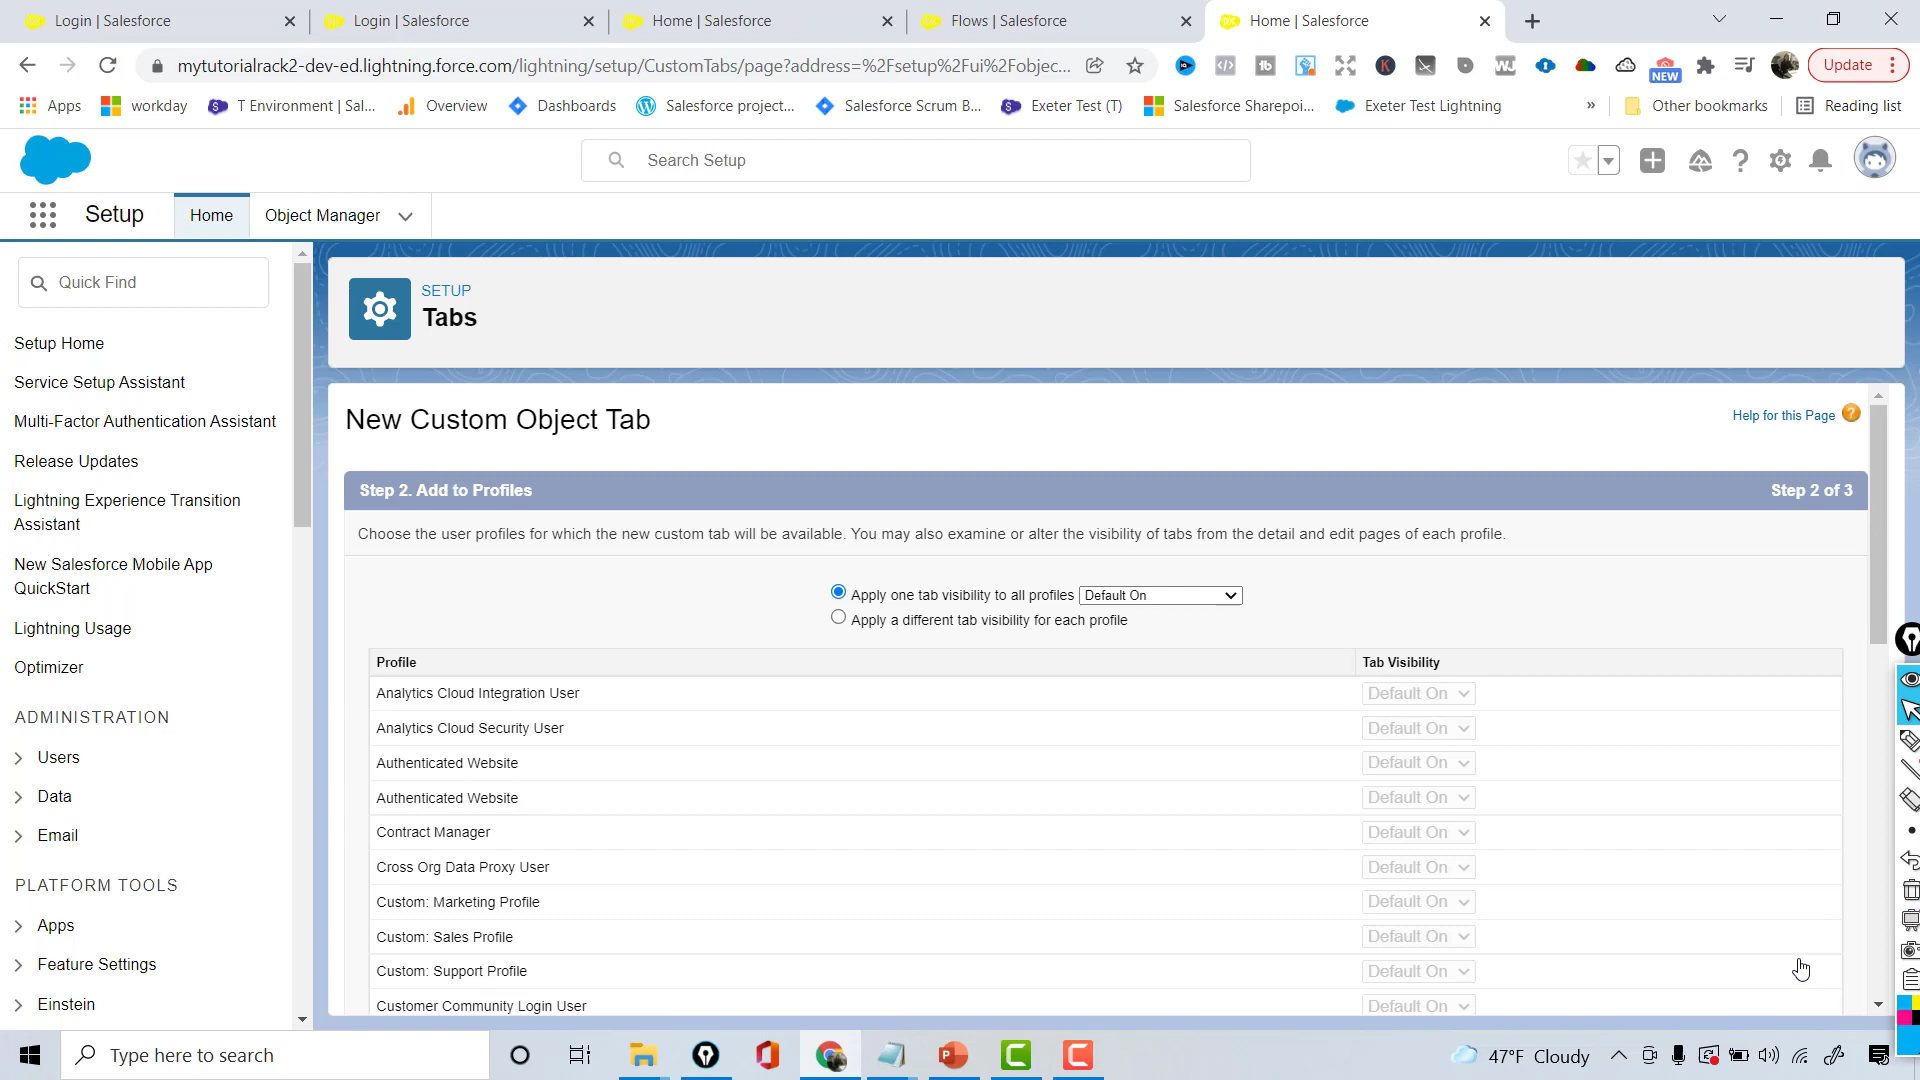 Login | Salesforce
Login | Salesforce
Home | Salesforce
Flows | Salesforce
Home | Salesforce
mytutorialrack2-dev-ed.lightning.force.com/lightning/setup/CustomTabs/page?address=%2Fsetup%2Fui%2Fobjec...
NEW
Update
Apps
workday
T Environment | Sal...
Overview
Dashboards
Salesforce project...
Salesforce Scrum B...
Exeter Test (T)
Salesforce Sharepoi...
Exeter Test Lightning
»
Other bookmarks
Reading list
Search Setup
Setup
Home
Object Manager
Quick Find
Setup Home
Service Setup Assistant
Multi-Factor Authentication Assistant
Release Updates
Lightning Experience Transition
Assistant
New Salesforce Mobile App
QuickStart
Lightning Usage
Optimizer
ADMINISTRATION
Users
Data
Email
PLATFORM TOOLS
Apps
Feature Settings
Einstein
SETUP
Tabs
New Custom Object Tab
Help for this Page
Step 2. Add to Profiles
Step 2 of 3
Choose the user profiles for which the new custom tab will be available. You may also examine or alter the visibility of tabs from the detail and edit pages of each profile.
Apply one tab visibility to all profiles Default On
Apply a different tab visibility for each profile
Profile Tab Visibility
Analytics Cloud Integration User Default On
Analytics Cloud Security User Default On
Authenticated Website Default On
Authenticated Website Default On
Contract Manager Default On
Cross Org Data Proxy User Default On
Custom: Marketing Profile Default On
Custom: Sales Profile Default On
Custom: Support Profile Default On
Customer Community Login User Default On
Type here to search
47°F Cloudy